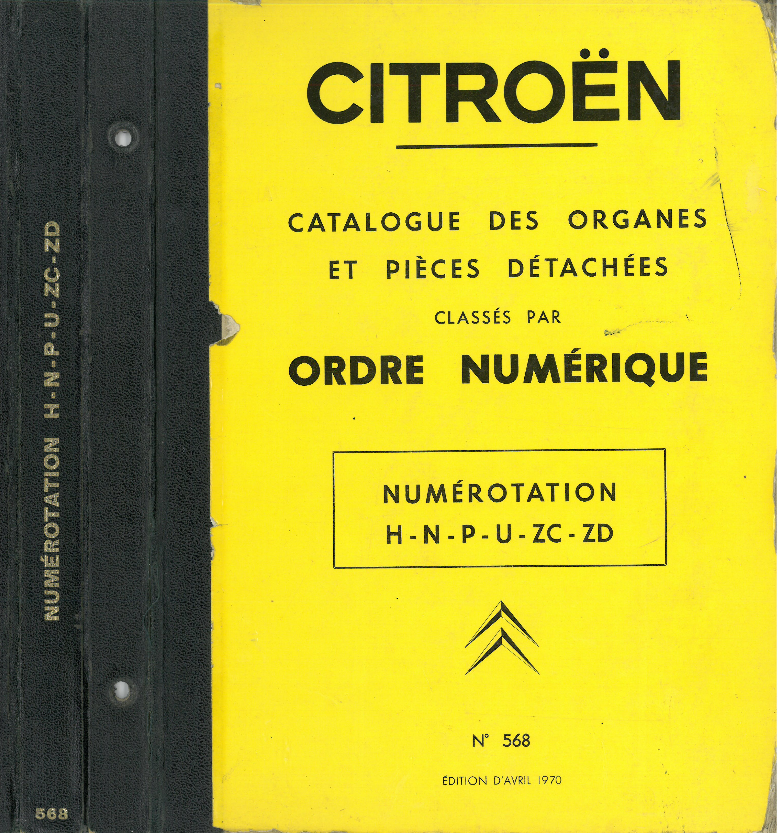 NUMÉROTATION H-N-P-U-ZC-ZD
568
CITROËN
CATALOGUE DES ORGANES
ET PIÈCES DÉTACHÉES
CLASSÉS PAR
ORDRE NUMÉRIQUE
NUMÉROTATION
H-N-P-U-ZC-ZD
N° 568
ÉDITION D'AVRIL 1970